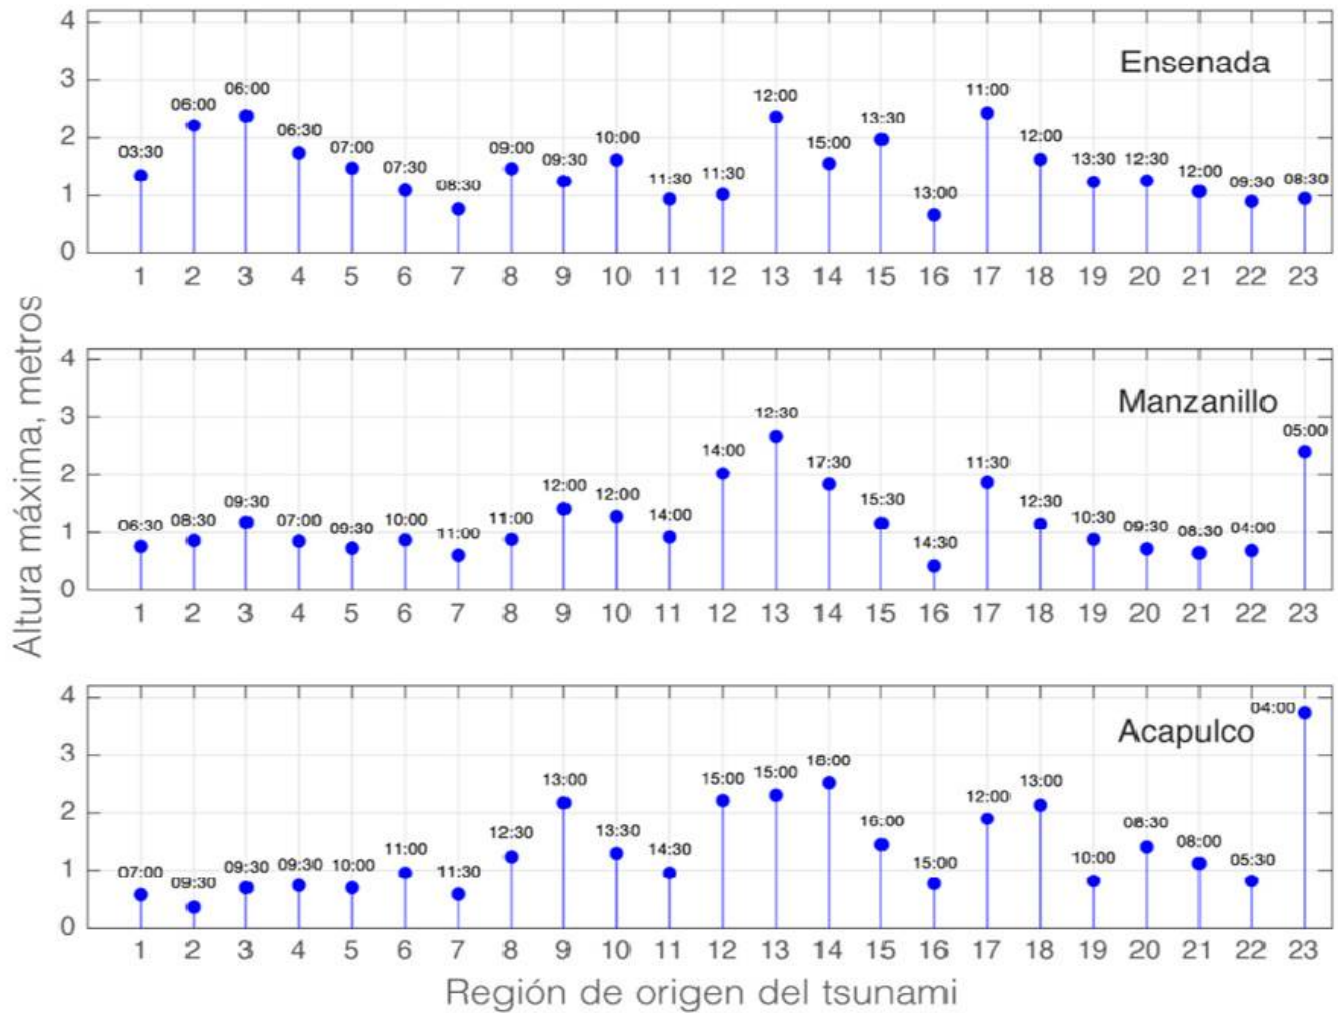 4
Ensenada
3
06:00 06:00 12:00 11:00
03:30 06:30 07:00 07:30 08:30 09:00 09:30 10:00 11:30 11:30 15:00 13:30 13:00 12:00 13:30 12:30 12:00 09:30 08:30
2
1
0
1 2 3 4 5 6 7 8 9 10 11 12 13 14 15 16 17 18 19 20 21 22 23
Altura máxima, metros
4
Manzanillo
3
06:30 08:30 09:30 07:00 09:30 10:00 11:00 11:00 12:00 12:00 14:00 14:00 12:30 17:30 15:30 14:30 11:30 12:30 10:30 09:30 08:30 04:00 05:00
2
1
0
1 2 3 4 5 6 7 8 9 10 11 12 13 14 15 16 17 18 19 20 21 22 23
4
Acapulco
3
07:00 09:30 09:30 09:30 10:00 11:00 11:30 12:30 13:00 13:30 14:30 15:00 15:00 18:00 16:00 15:00 12:00 13:00 10:00 08:30 08:00 05:30 04:00
2
1
0
1 2 3 4 5 6 7 8 9 10 11 12 13 14 15 16 17 18 19 20 21 22 23
Región de origen del tsunami